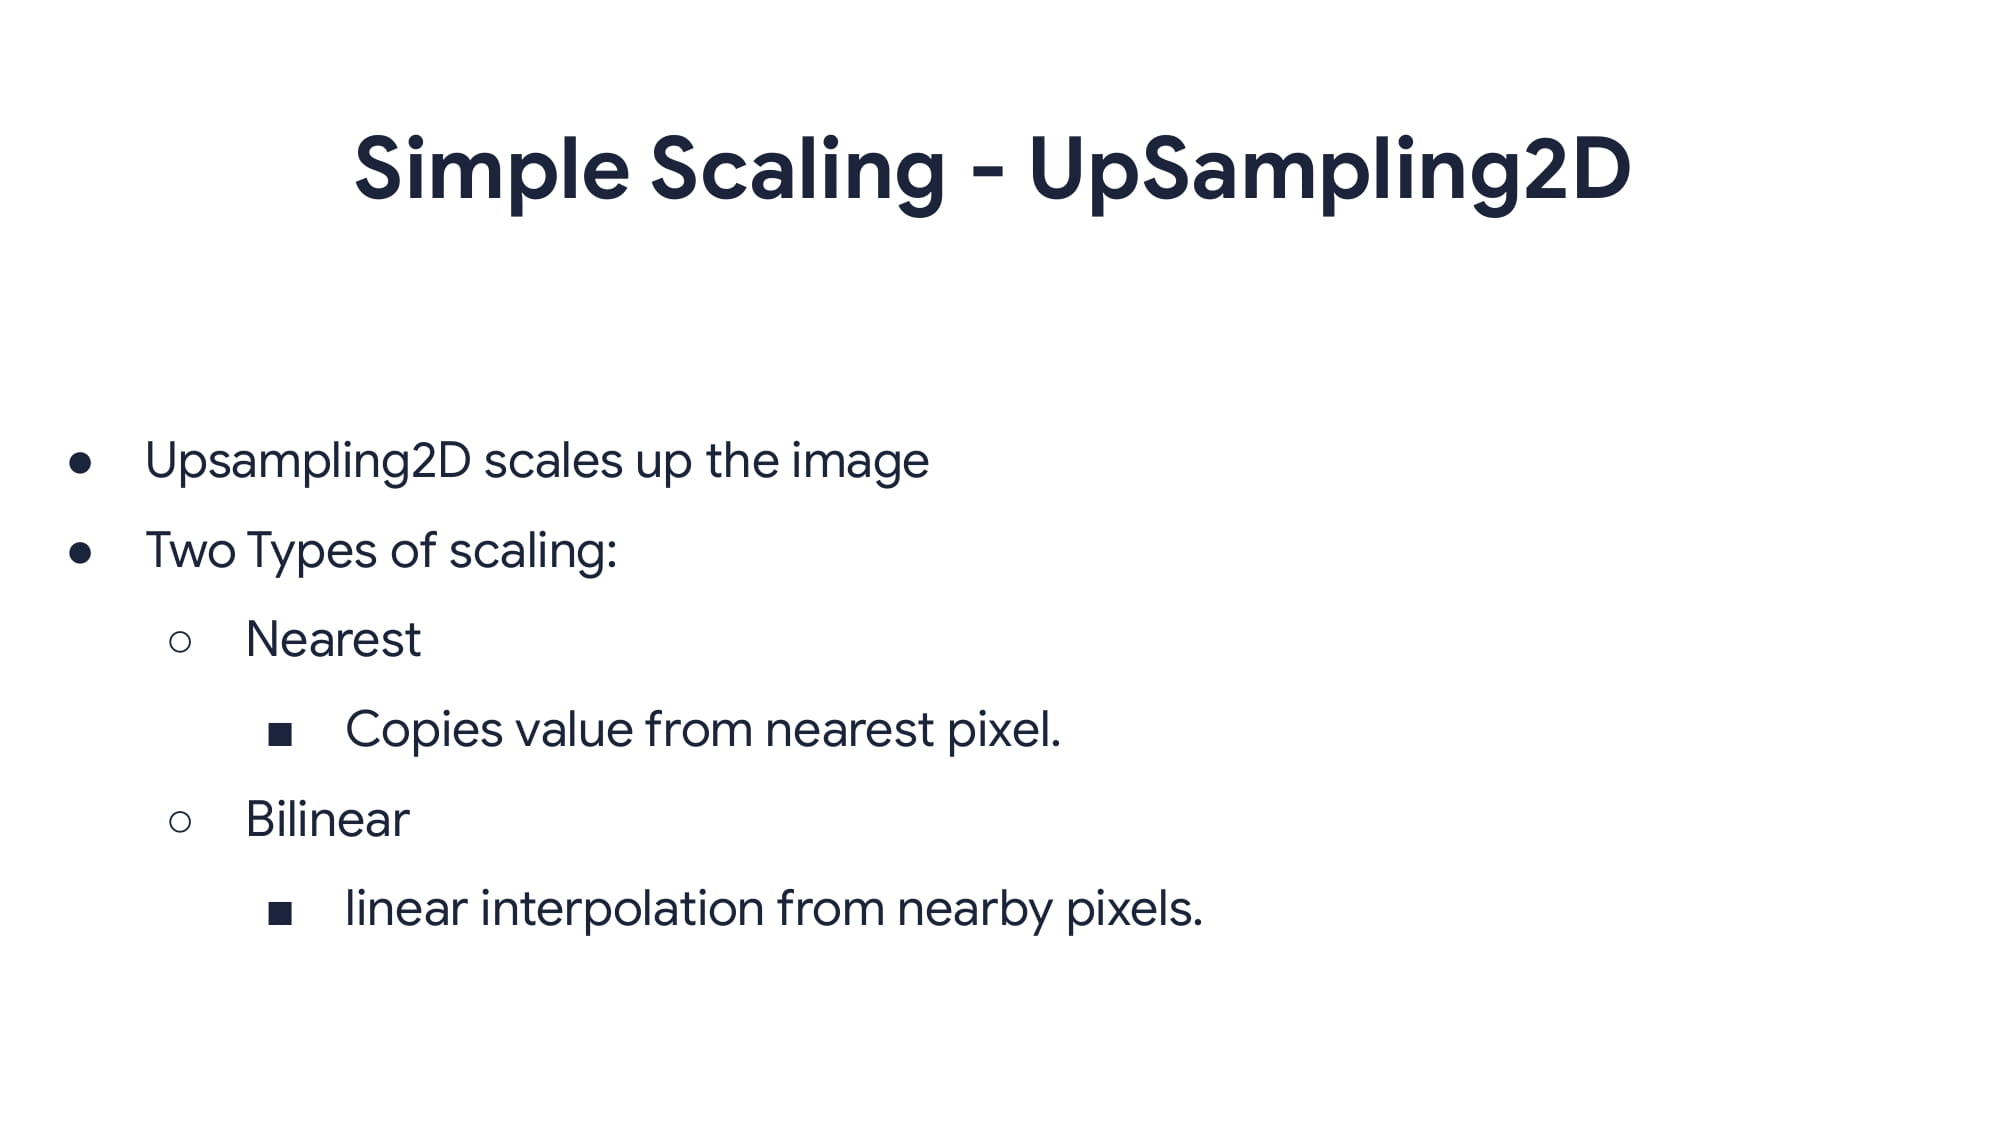 Simple Scaling - UpSampling2D
● Upsampling2D scales up the image
● Two Types of scaling:
○ Nearest
■ Copies value from nearest pixel.
○ Bilinear
■ linear interpolation from nearby pixels.